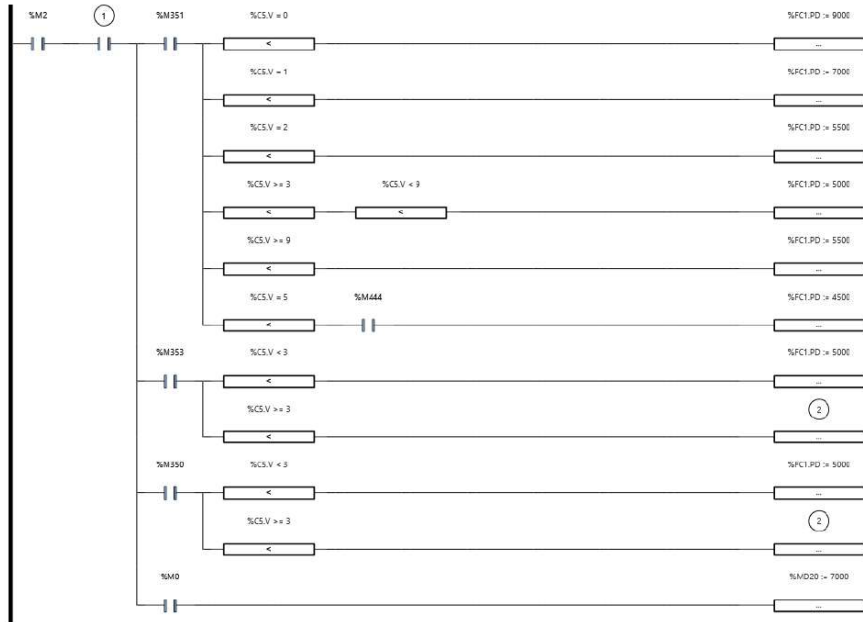 %M2 1 %M351 %C5.V = 0 %FC1.PD := 9000
< ...
%C5.V = 1 %FC1.PD := 7000
< ...
%C5.V = 2 %FC1.PD := 5500
< ...
%C5.V >= 3 %C5.V < 9 %FC1.PD := 5000
< < ...
%C5.V >= 9 %FC1.PD := 5500
< ...
%C5.V = 5 %M444 %FC1.PD := 4500
< ...
%M353 %C5.V < 3 %FC1.PD := 5000
< ...
%C5.V >= 3 2
< ...
%M350 %C5.V < 3 %FC1.PD := 5000
< ...
%C5.V >= 3 2
< ...
%M0 %MD20 := 7000
...